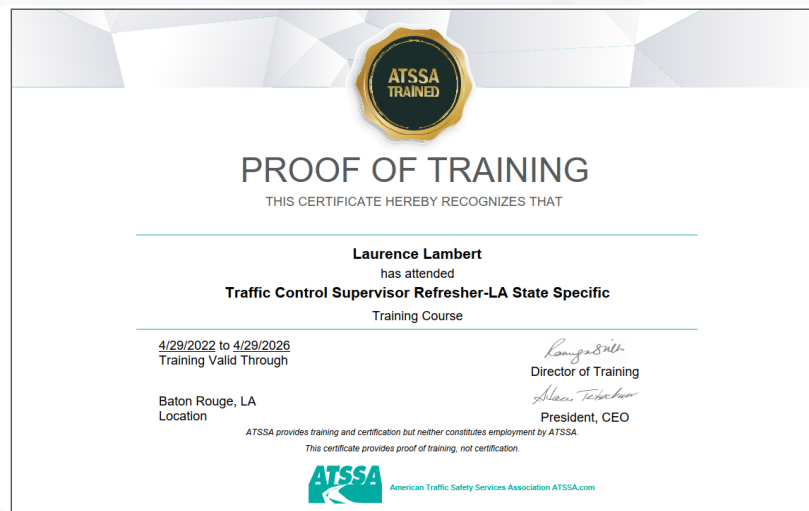 ATSSA
TRAINED
PROOF OF TRAINING
THIS CERTIFICATE HEREBY RECOGNIZES THAT
Laurence Lambert
has attended
Traffic Control Supervisor Refresher-LA State Specific
Training Course
4/29/2022 to 4/29/2026
Training Valid Through
Director of Training
Baton Rouge, LA
Location
President, CEO
ATSSA provides training and certification but neither constitutes employment by ATSSA.
This certificate provides proof of training, not certification.
ATSSA
American Traffic Safety Services Association ATSSA.com